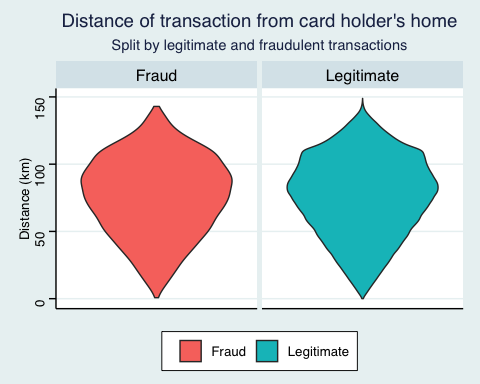 Distance of transaction from card holder's home
Split by legitimate and fraudulent transactions
Fraud
Legitimate
150
100
50
0
Distance (km)
Fraud
Legitimate